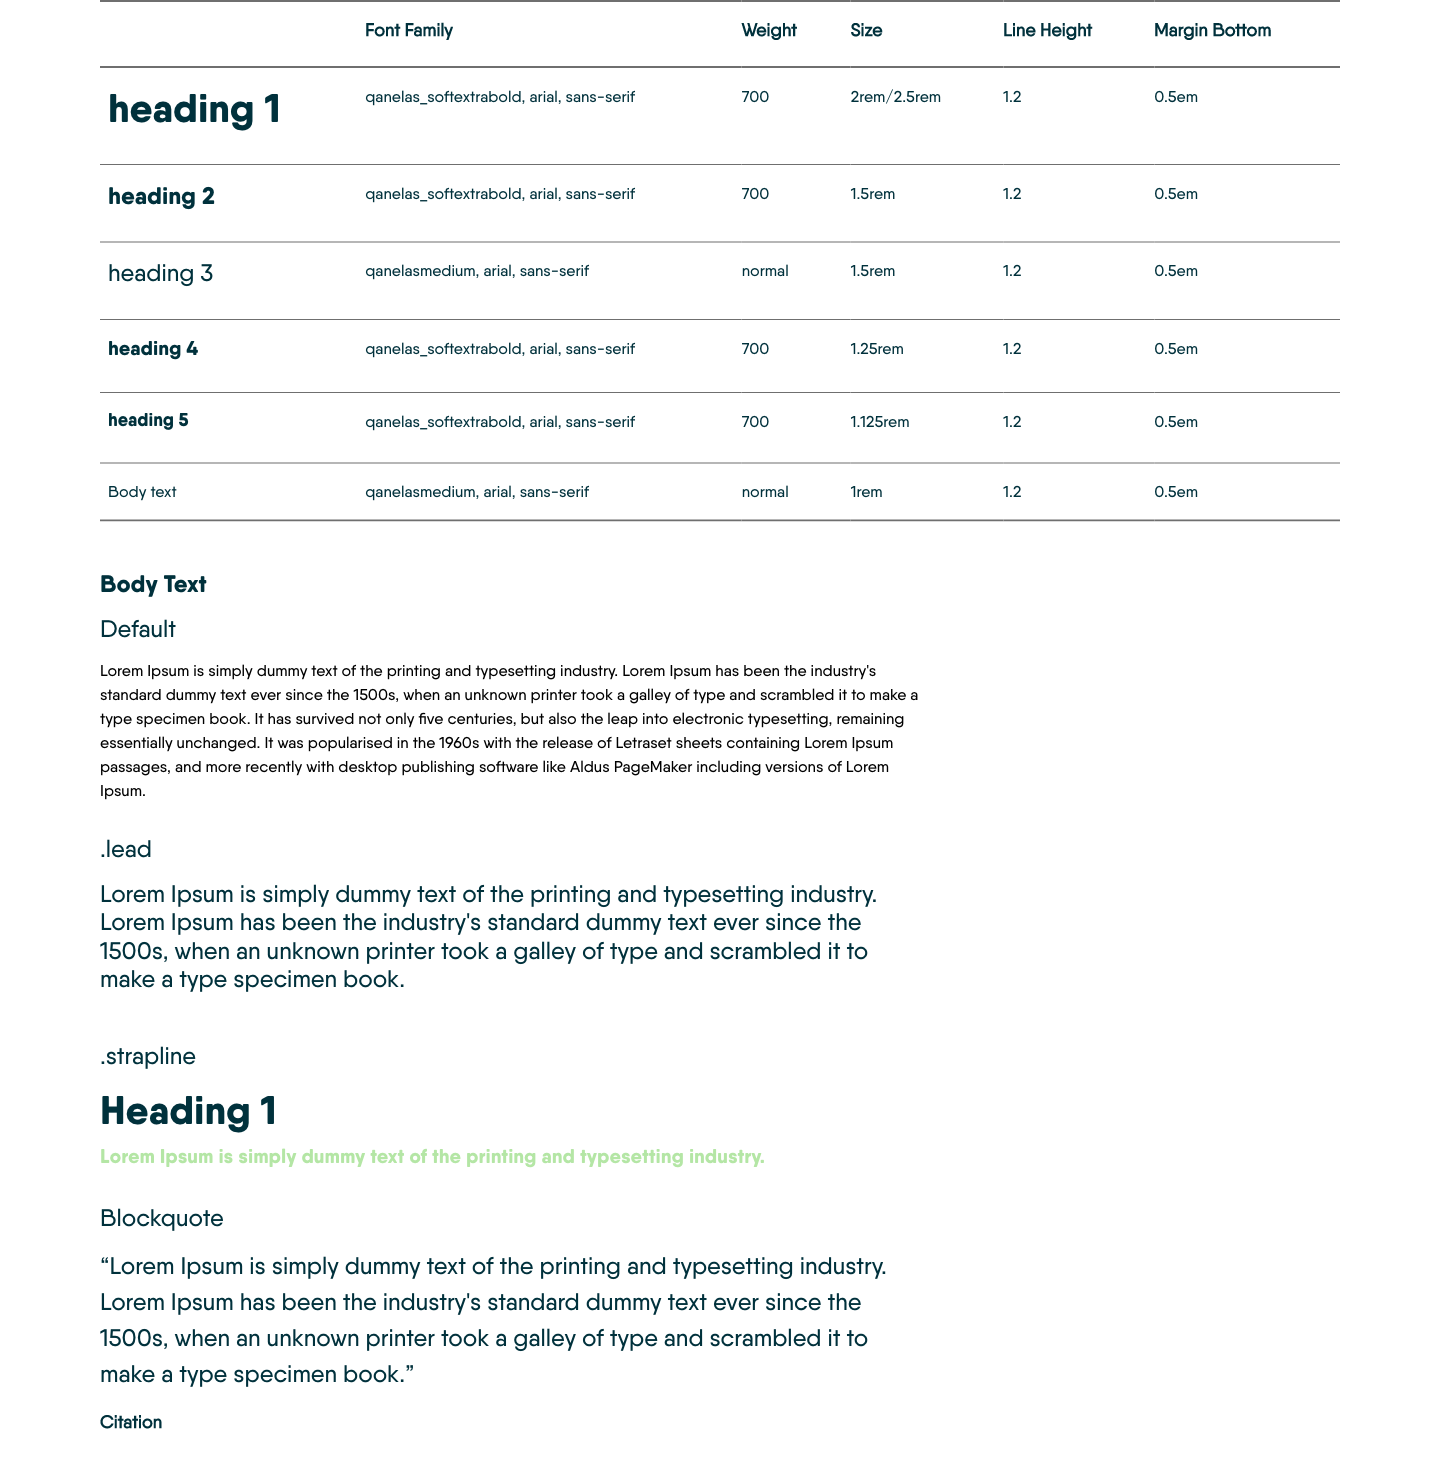 Font Family Weight Size Line Height Margin Bottom
heading 1 qanelas_softextrabold, arial, sans-serif 700 2rem/2.5rem 1.2 0.5em
heading 2 qanelas_softextrabold, arial, sans-serif 700 1.5rem 1.2 0.5em
heading 3 qanelasmedium, arial, sans-serif normal 1.5rem 1.2 0.5em
heading 4 qanelas_softextrabold, arial, sans-serif 700 1.25rem 1.2 0.5em
heading 5 qanelas_softextrabold, arial, sans-serif 700 1.125rem 1.2 0.5em
Body text qanelasmedium, arial, sans-serif normal 1rem 1.2 0.5em
Body Text
Default
Lorem Ipsum is simply dummy text of the printing and typesetting industry. Lorem Ipsum has been the industry's
standard dummy text ever since the 1500s, when an unknown printer took a galley of type and scrambled it to make a
type specimen book. It has survived not only five centuries, but also the leap into electronic typesetting, remaining
essentially unchanged. It was popularised in the 1960s with the release of Letraset sheets containing Lorem Ipsum
passages, and more recently with desktop publishing software like Aldus PageMaker including versions of Lorem
Ipsum.
.lead
Lorem Ipsum is simply dummy text of the printing and typesetting industry.
Lorem Ipsum has been the industry's standard dummy text ever since the
1500s, when an unknown printer took a galley of type and scrambled it to
make a type specimen book.
.strapline
Heading 1
Lorem Ipsum is simply dummy text of the printing and typesetting industry.
Blockquote
“Lorem Ipsum is simply dummy text of the printing and typesetting industry.
Lorem Ipsum has been the industry's standard dummy text ever since the
1500s, when an unknown printer took a galley of type and scrambled it to
make a type specimen book.”
Citation